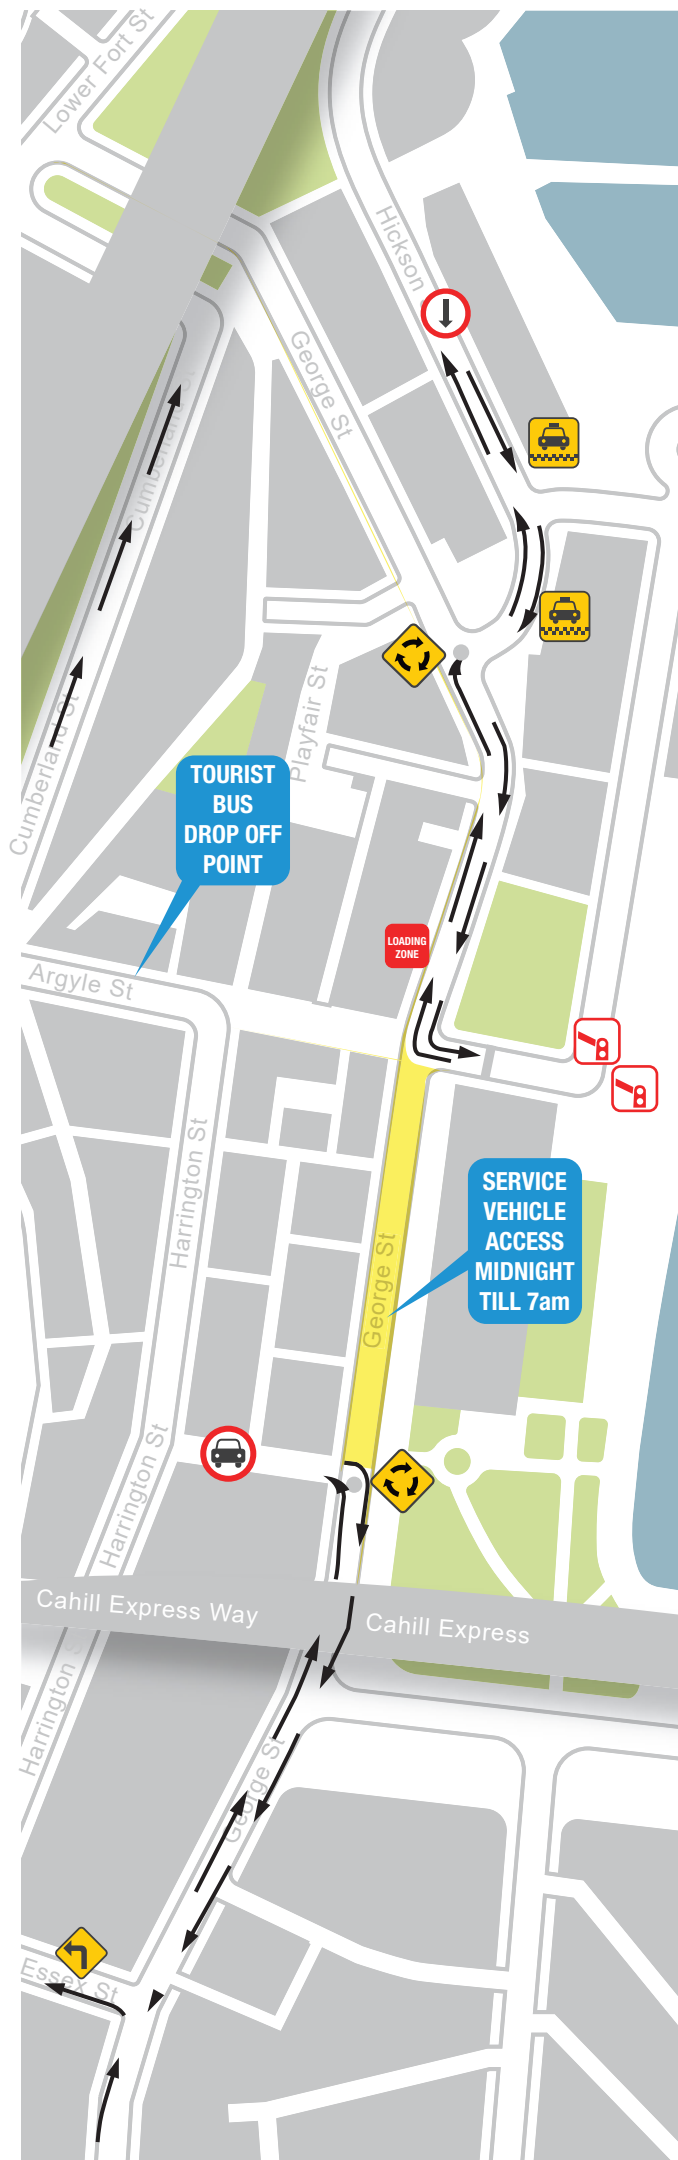 Lower Fort St
Hickson
George St
Cumberland St
Cumberland St
Playfair St
TOURIST
BUS
DROP OFF
POINT
LOADING
ZONE
Argyle St
Harrington St
SERVICE
VEHICLE
ACCESS
MIDNIGHT
TILL 7am
George St
Harrington St
Cahill Express Way
Cahill Express
Harrington S
George St
Essex St